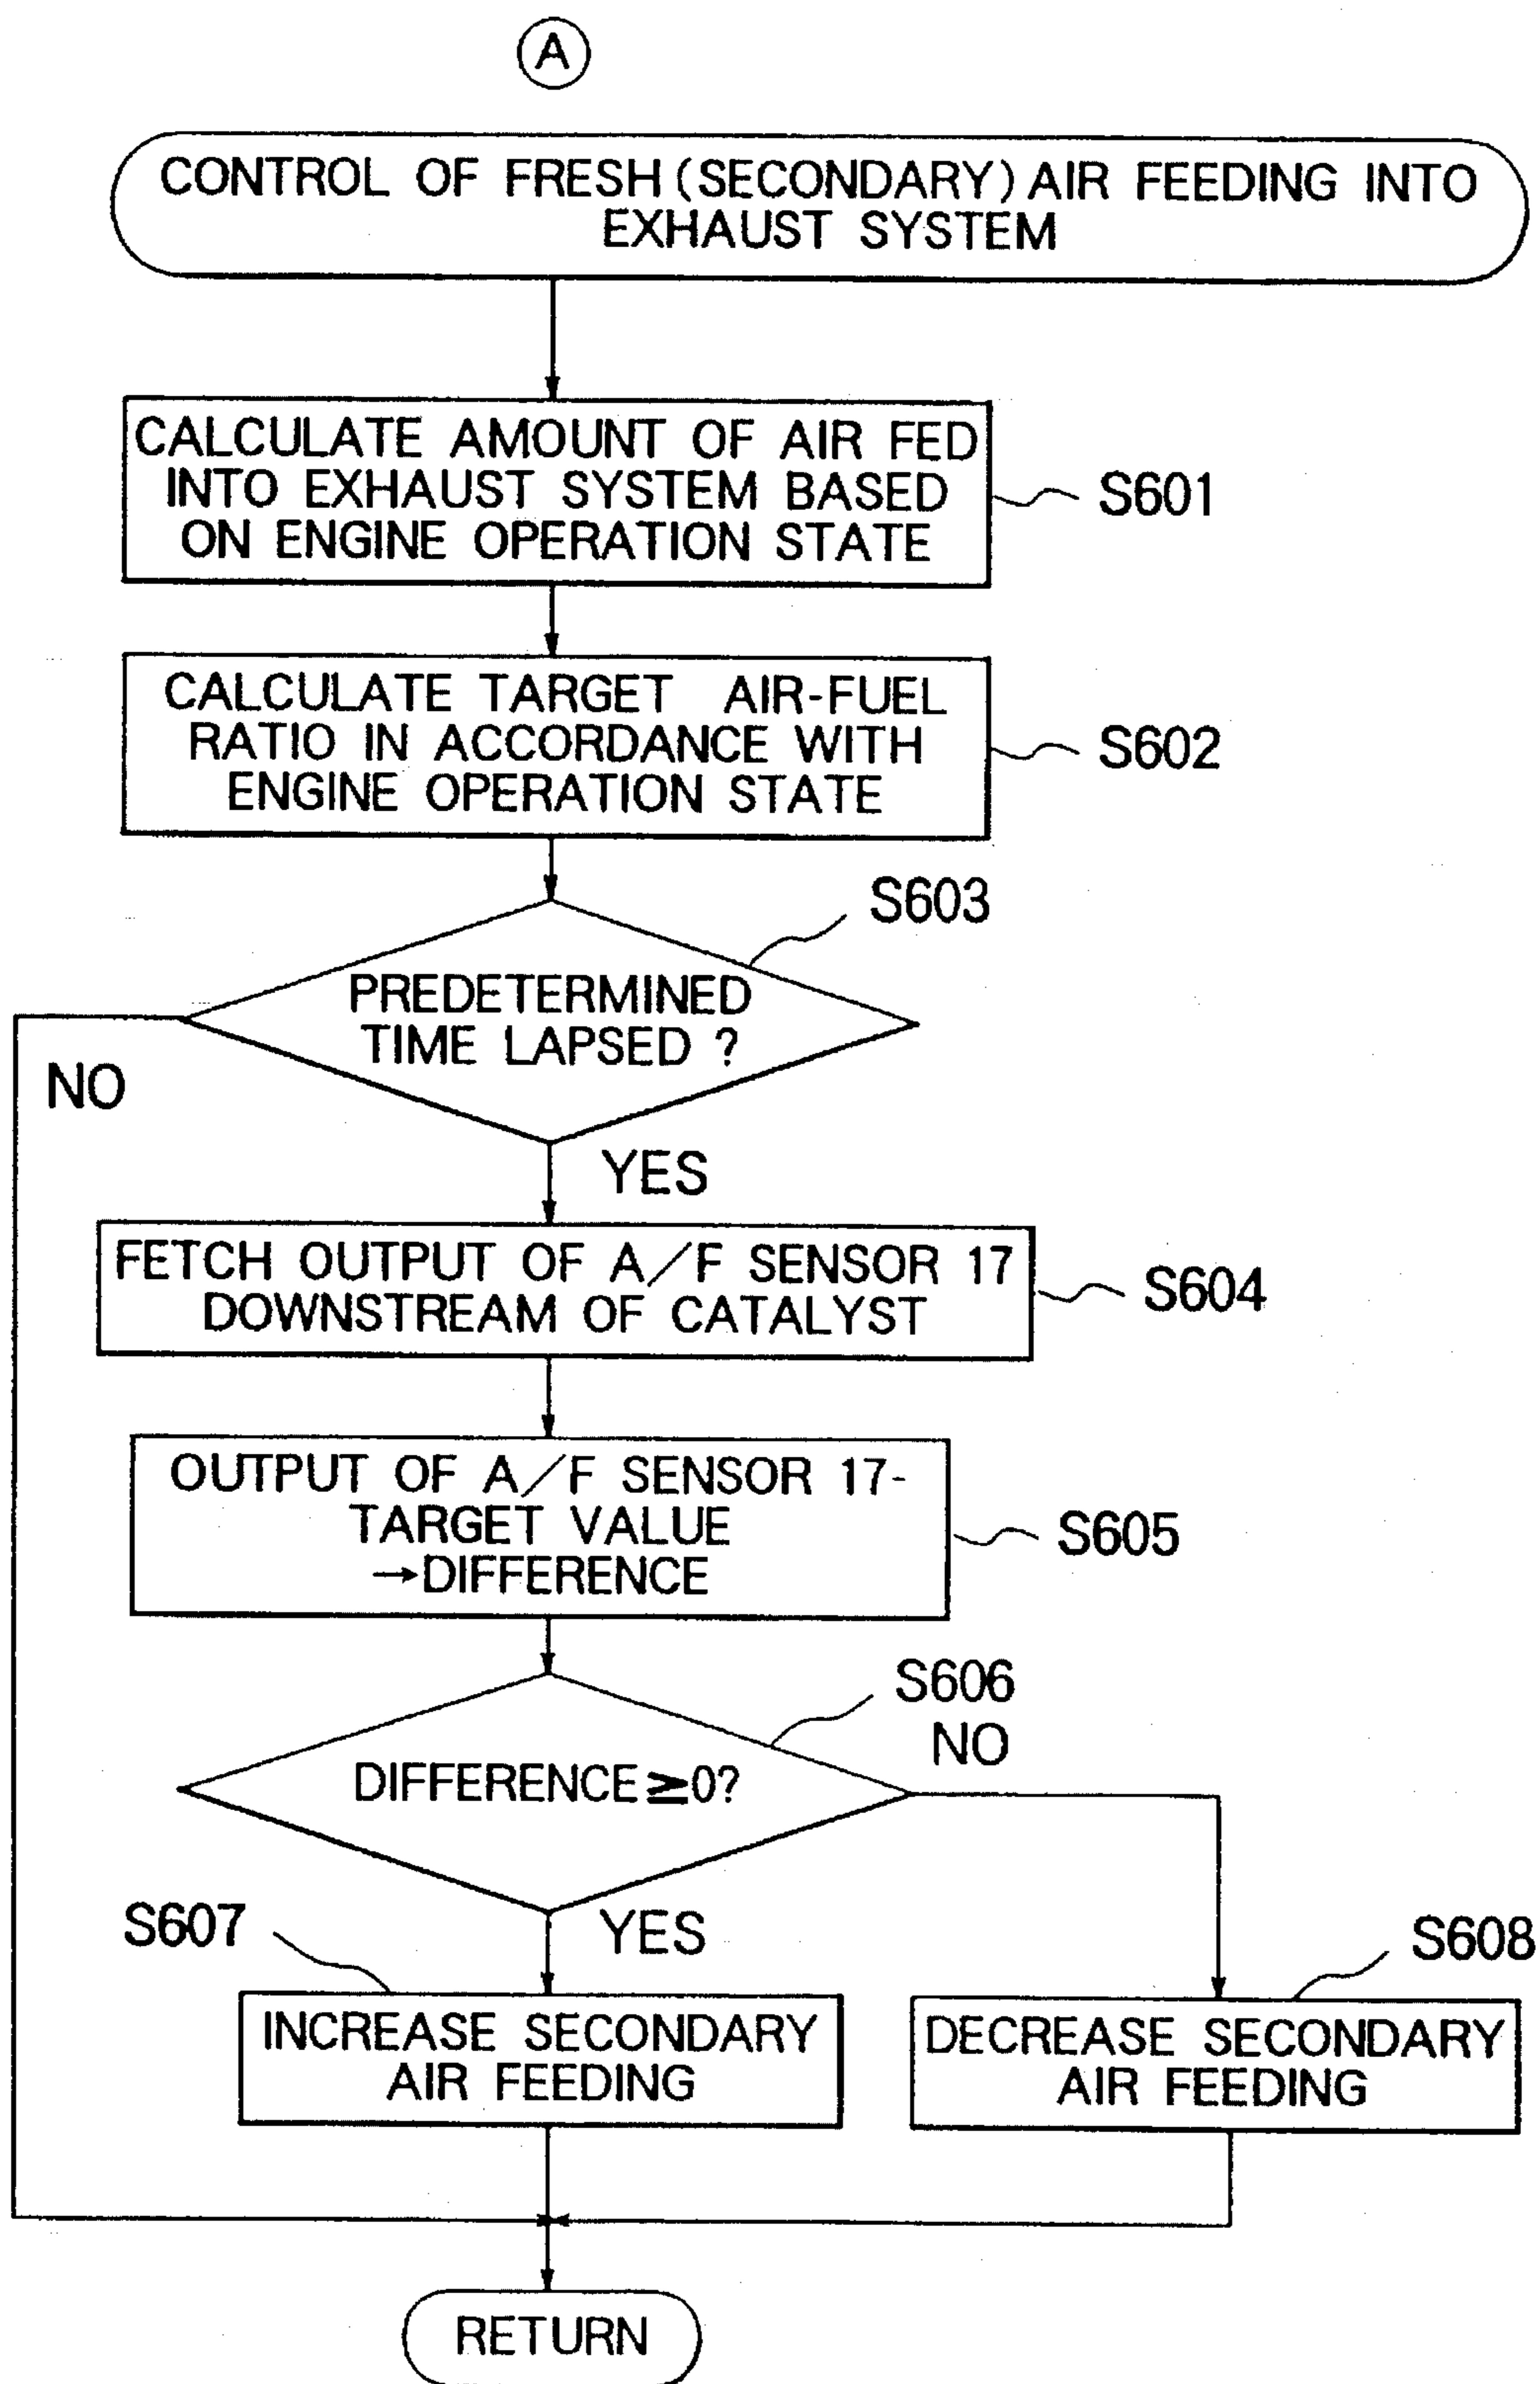 A
CONTROL OF FRESH (SECONDARY) AIR FEEDING INTO
EXHAUST SYSTEM
CALCULATE AMOUNT OF AIR FED
INTO EXHAUST SYSTEM BASED
ON ENGINE OPERATION STATE
S601
CALCULATE TARGET AIR-FUEL
RATIO IN ACCORDANCE WITH
ENGINE OPERATION STATE
S602
S603
PREDETERMINED
TIME LAPSED ?
NO
YES
FETCH OUTPUT OF A/F SENSOR 17
DOWNSTREAM OF CATALYST
S604
OUTPUT OF A/F SENSOR 17-
TARGET VALUE
→DIFFERENCE
S605
S606
NO
DIFFERENCE≧0?
S607
YES
S608
INCREASE SECONDARY
AIR FEEDING
DECREASE SECONDARY
AIR FEEDING
RETURN